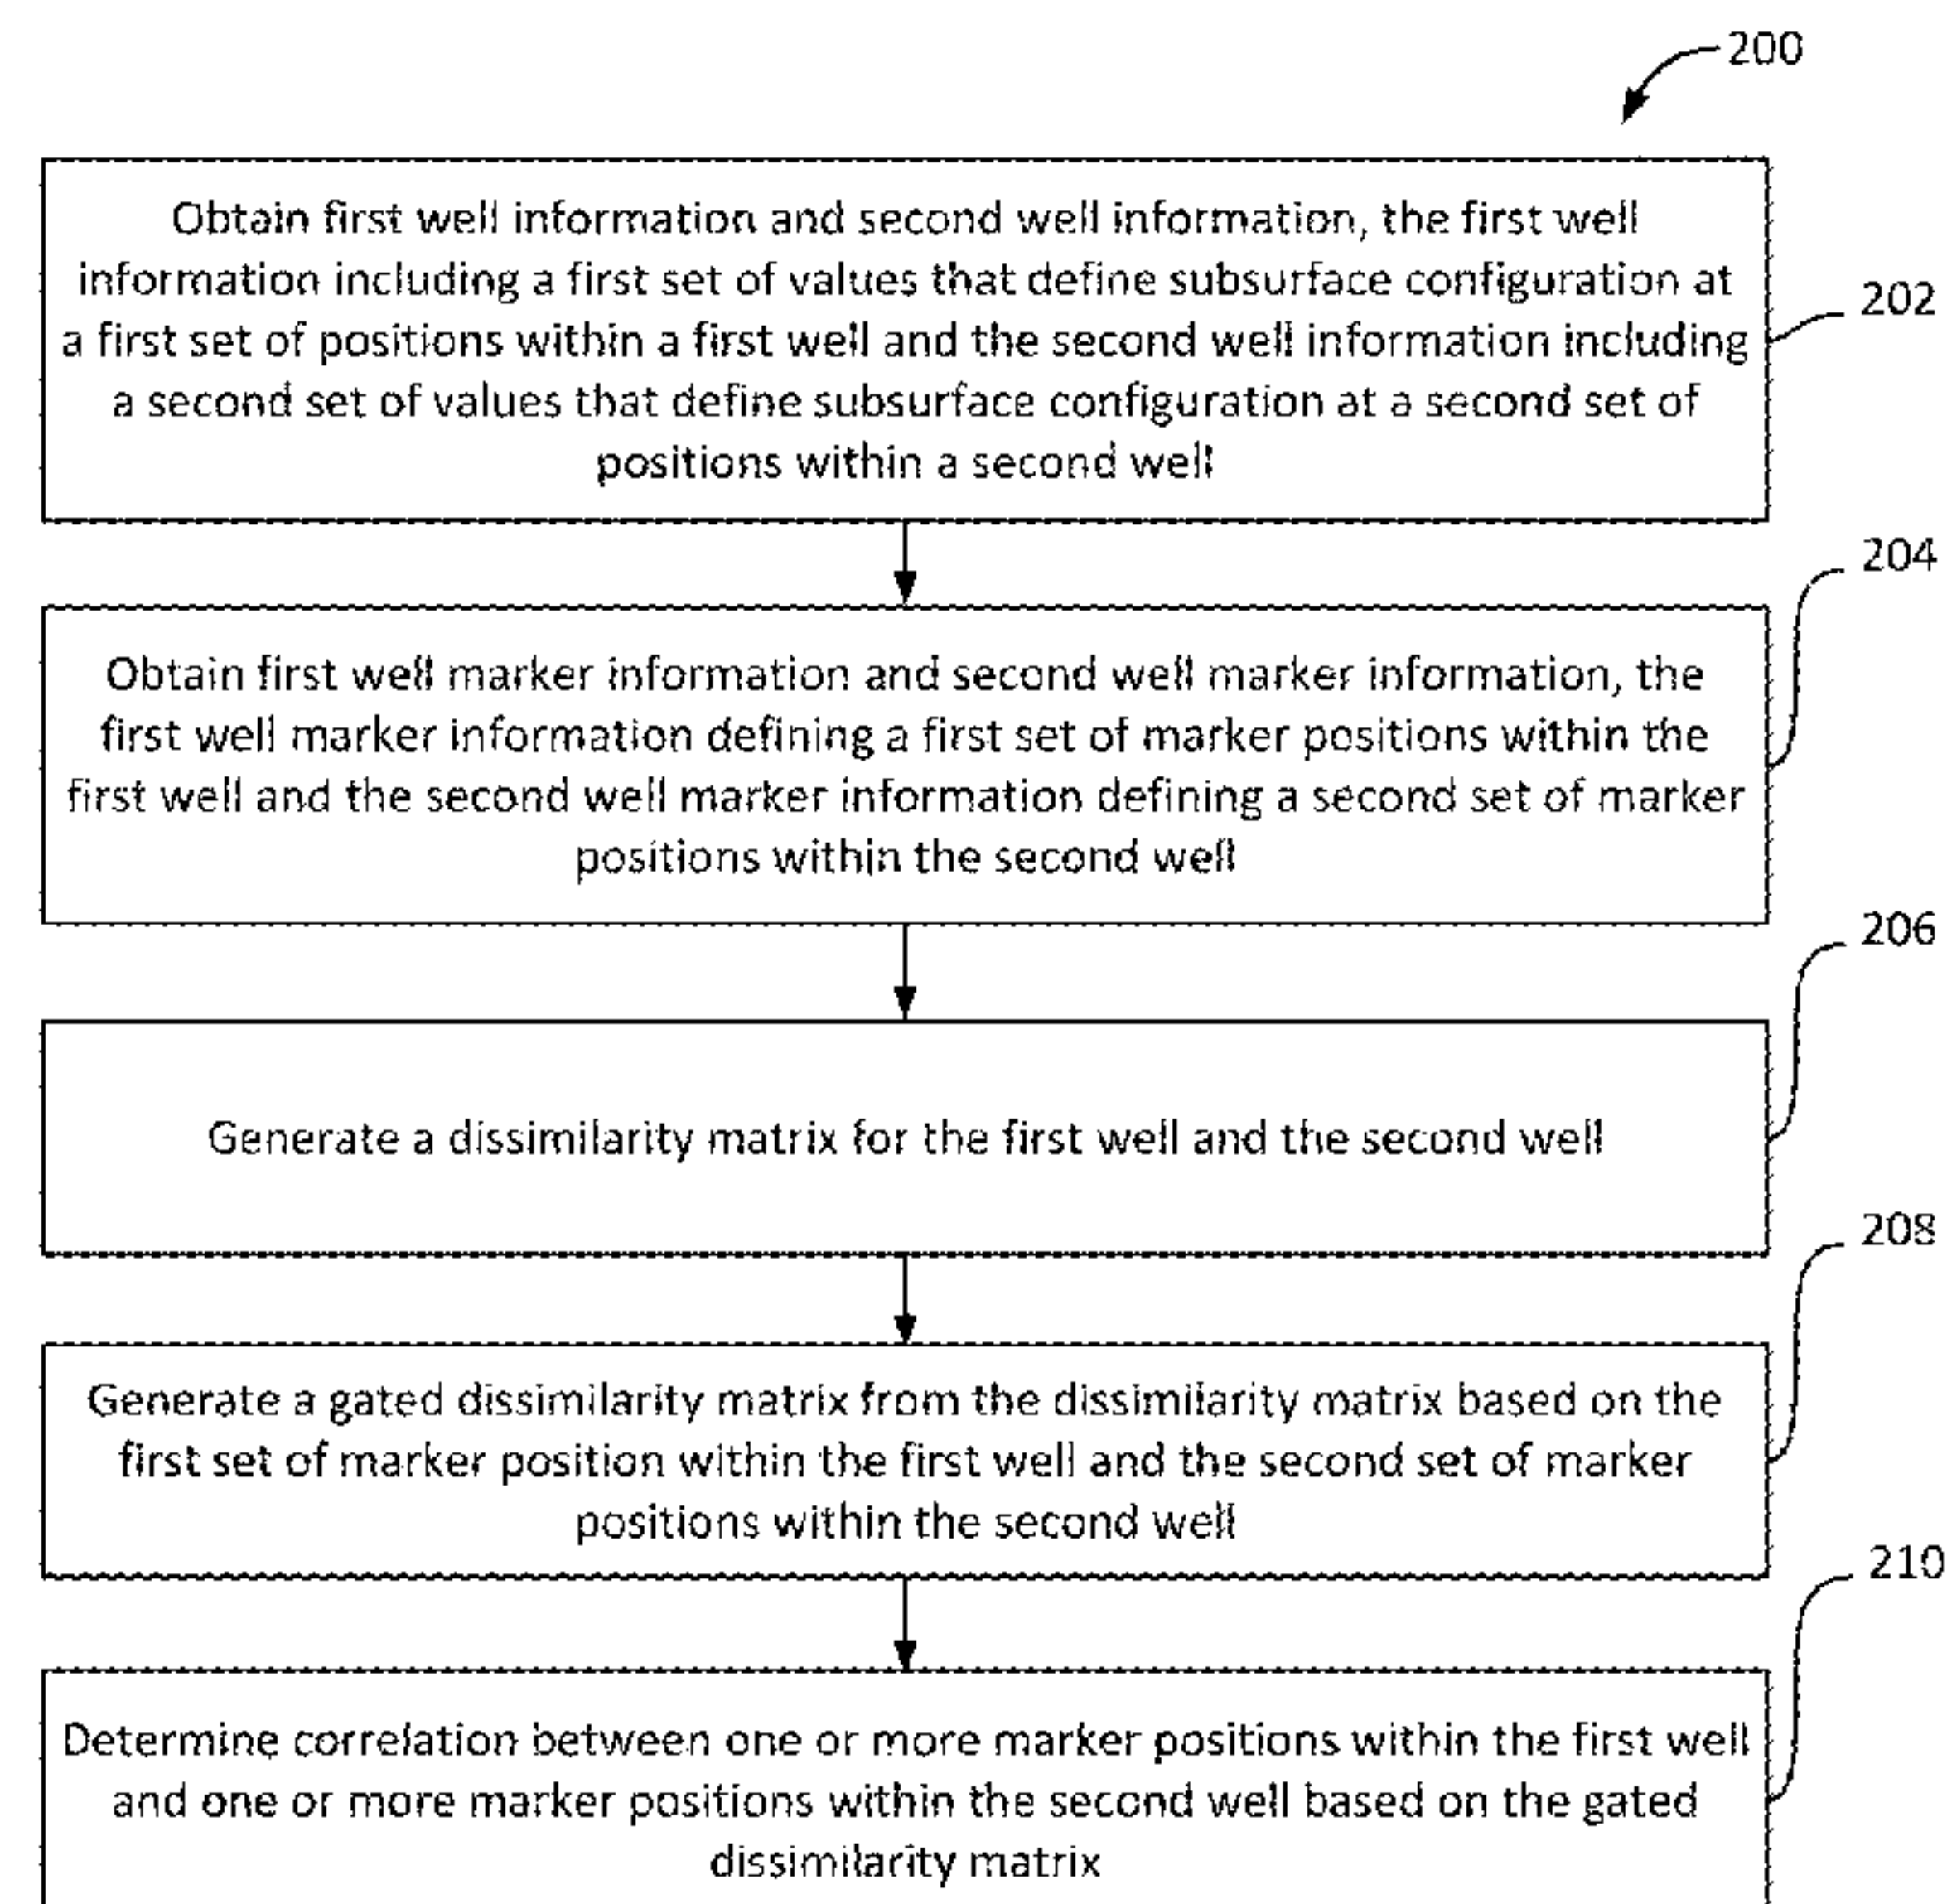 200
Obtain first well information and second well information, the first well
information including a first set of values that define subsurface configuration at
a first set of positions within a first well and the second well information including
a second set of values that define subsurface configuration at a second set of
positions within a second well
202
204
Obtain first well marker information and second well marker information, the
first well marker information defining a first set of marker positions within the
first well and the second well marker information defining a second set of marker
positions within the second well
206
Generate a dissimilarity matrix for the first well and the second well
208
Generate a gated dissimilarity matrix from the dissimilarity matrix based on the
first set of marker position within the first well and the second set of marker
positions within the second well
210
Determine correlation between one or more marker positions within the first well
and one or more marker positions within the second well based on the gated
dissimilarity matrix